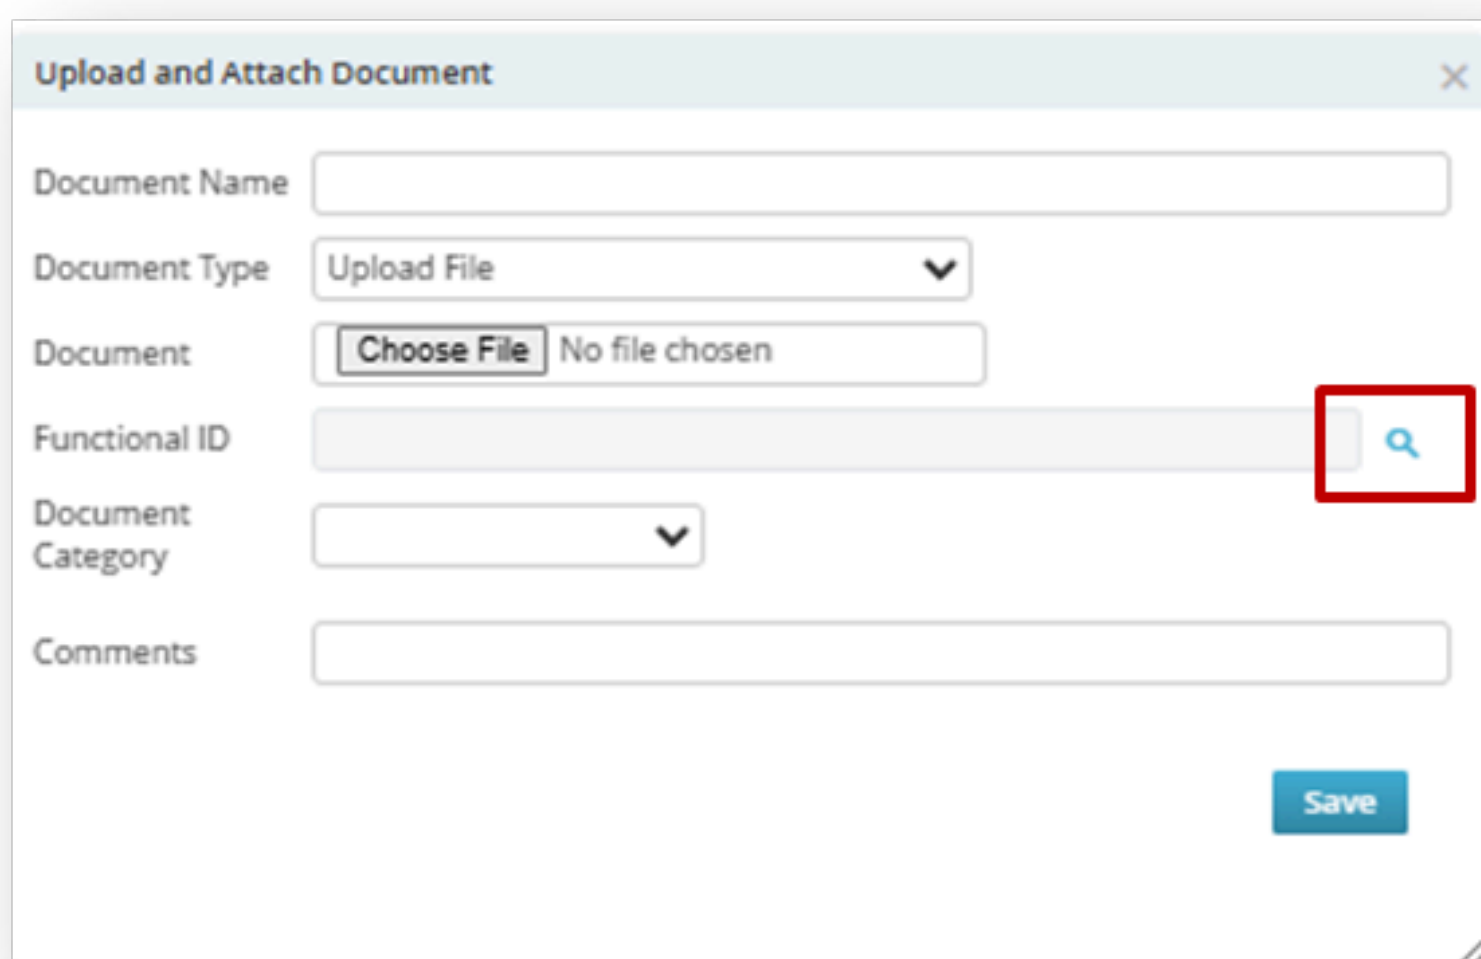 Upload and Attach Document
Document Name
Document Type Upload File
Document Choose File No file chosen
Functional ID
Document
Category
Comments
Save